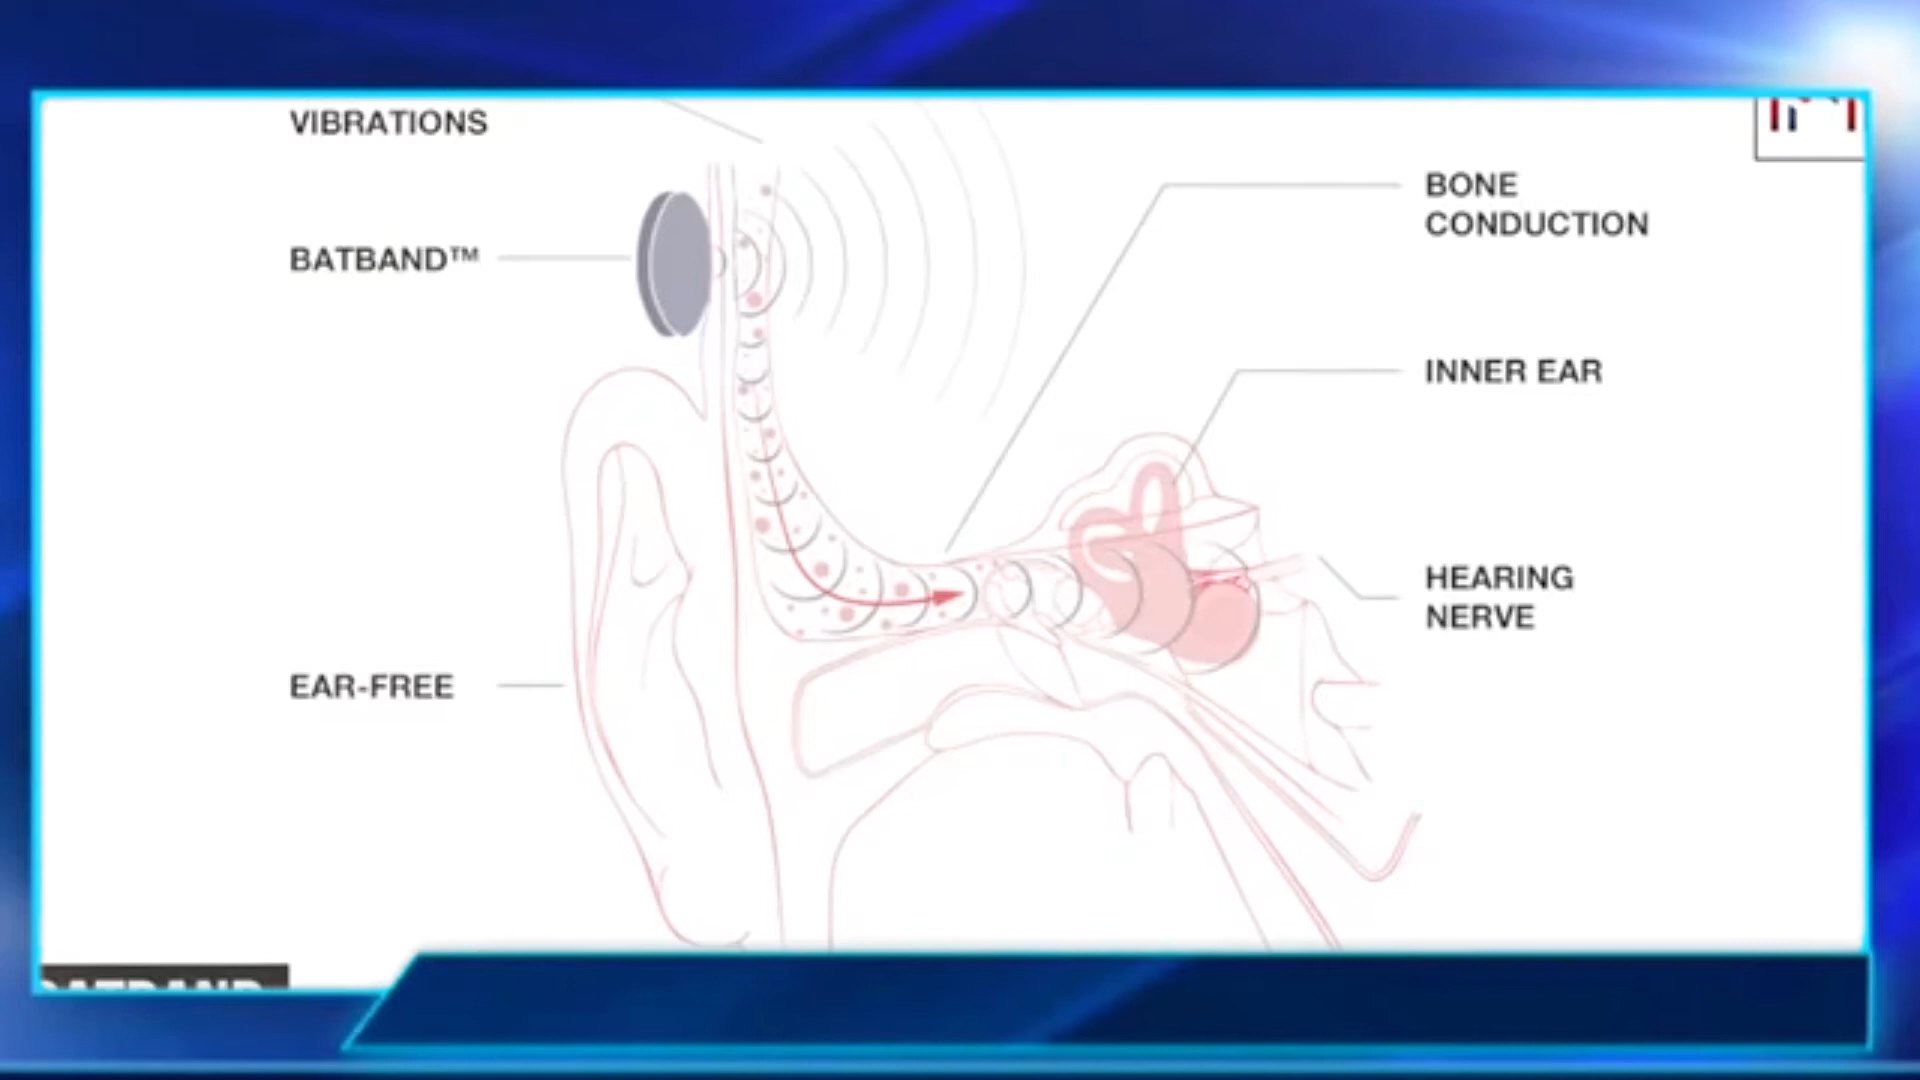 VIBRATIONS
BATBAND™
EAR-FREE
BONE
CONDUCTION
INNER EAR
HEARING
NERVE